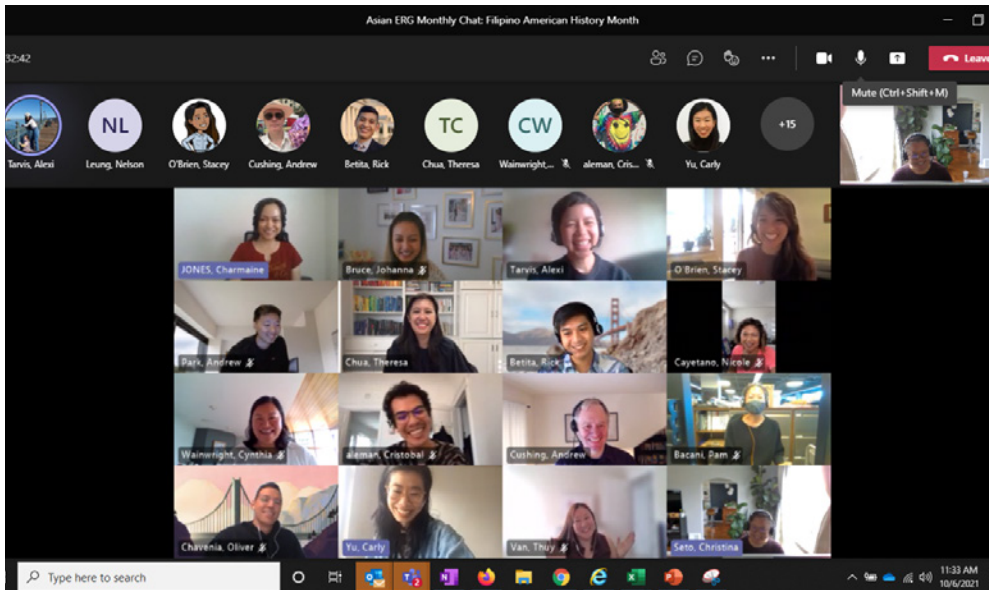 Asian ERG Monthly Chat: Filipino American History Month
32:42
Leave
Mute (Ctrl+Shift+M)
NL
TC
CW
+15
Tarvis, Alexi
Leung, Nelson
O'Brien, Stacey
Cushing, Andrew
Betita, Rick
Chua, Theresa
Wainwright,...
aleman, Cris...
Yu, Carly
JONES, Charmaine
Bruce, Johanna
Tarvis, Alexi
O'Brien, Stacey
Park, Andrew
Chua, Theresa
Betita, Rick
Cayetano, Nicole
Wainwright, Cynthia
aleman, Cristobal
Cushing, Andrew
Bacani, Pam
Chavenia, Oliver
Yu, Carly
Van, Thuy
Seto, Christina
Type here to search
2
11:33 AM
10/6/2021